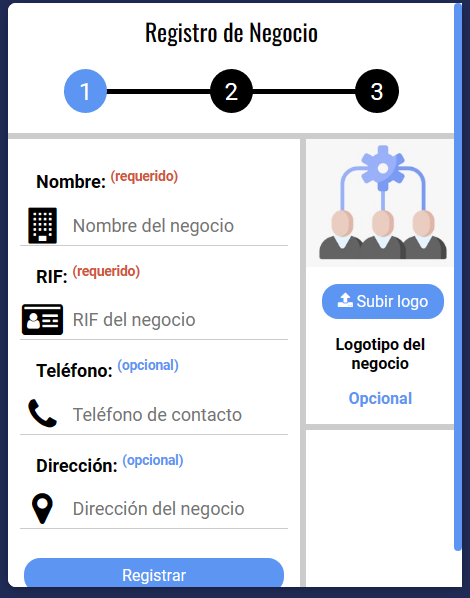 Registro de Negocio
1 2 3
Nombre: (requerido)
Nombre del negocio
RIF: (requerido)
RIF del negocio
Teléfono: (opcional)
Teléfono de contacto
Dirección: (opcional)
Dirección del negocio
Registrar
Subir logo
Logotipo del
negocio
Opcional